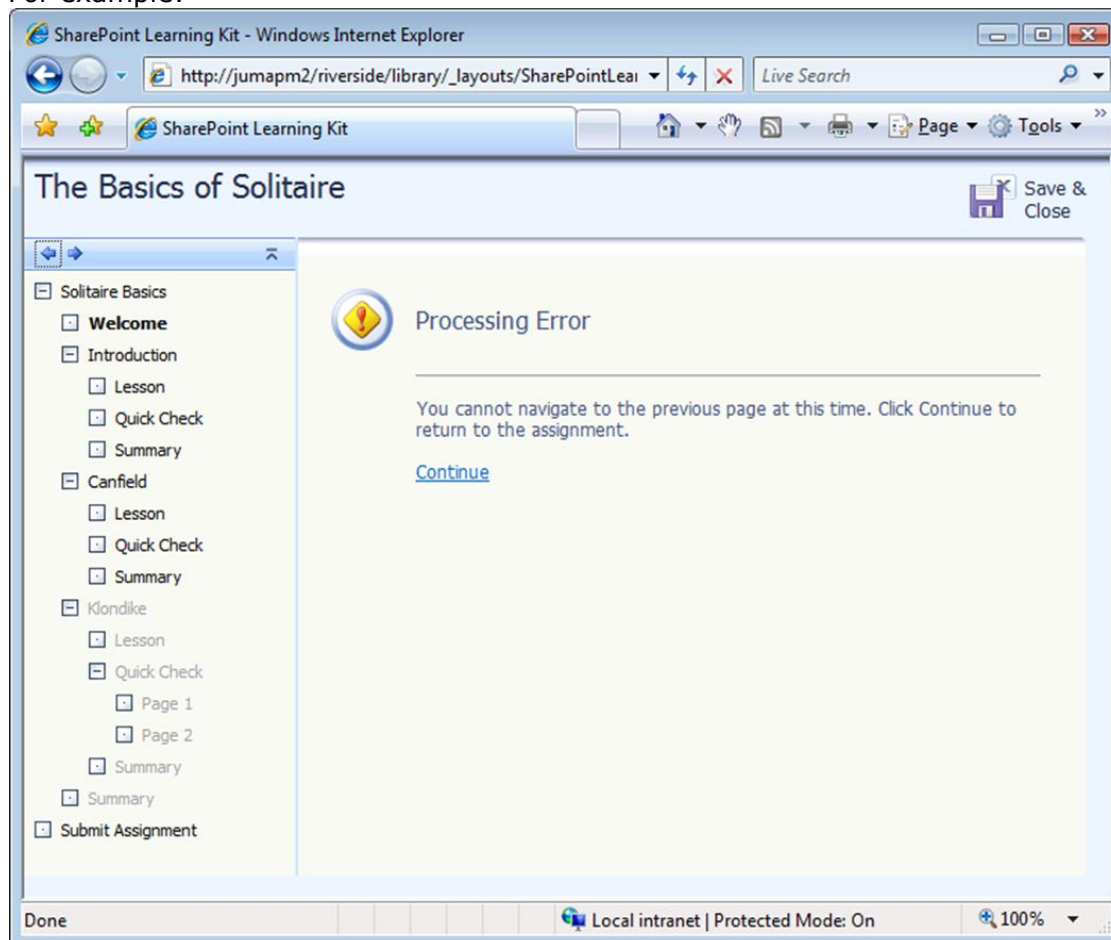 For example:
SharePoint Learning Kit - Windows Internet Explorer
http://jumapm2/riverside/library/_layouts/SharePointLear
Live Search
SharePoint Learning Kit
Page
Tools
The Basics of Solitaire
Save &
Close
Solitaire Basics
Welcome
Introduction
Lesson
Quick Check
Summary
Canfield
Lesson
Quick Check
Summary
Klondike
Lesson
Quick Check
Page 1
Page 2
Summary
Summary
Submit Assignment
Processing Error
You cannot navigate to the previous page at this time. Click Continue to
return to the assignment.
Continue
Done
Local intranet | Protected Mode: On
100%